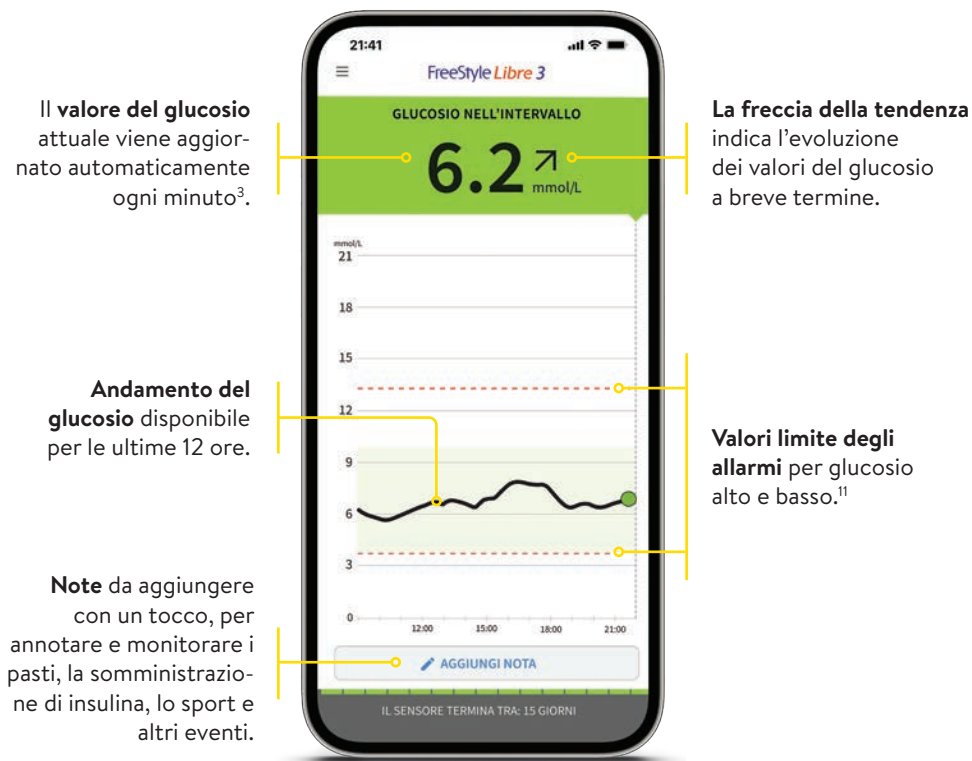 21:41
FreeStyle Libre 3
GLUCOSIO NELL'INTERVALLO
6.2
mmol/L
Il valore del glucosio
attuale viene aggior-
nato automaticamente
ogni minuto³.
La freccia della tendenza
indica l'evoluzione
dei valori del glucosio
a breve termine.
mmol/L
21
18
15
12
9
6
3
0
12:00 15:00 18:00 21:00
Andamento del
glucosio disponibile
per le ultime 12 ore.
Valori limite degli
allarmi per glucosio
alto e basso.¹¹
Note da aggiungere
con un tocco, per
annotare e monitorare i
pasti, la somministrazio-
ne di insulina, lo sport e
altri eventi.
AGGIUNGI NOTA
IL SENSORE TERMINA TRA: 15 GIORNI